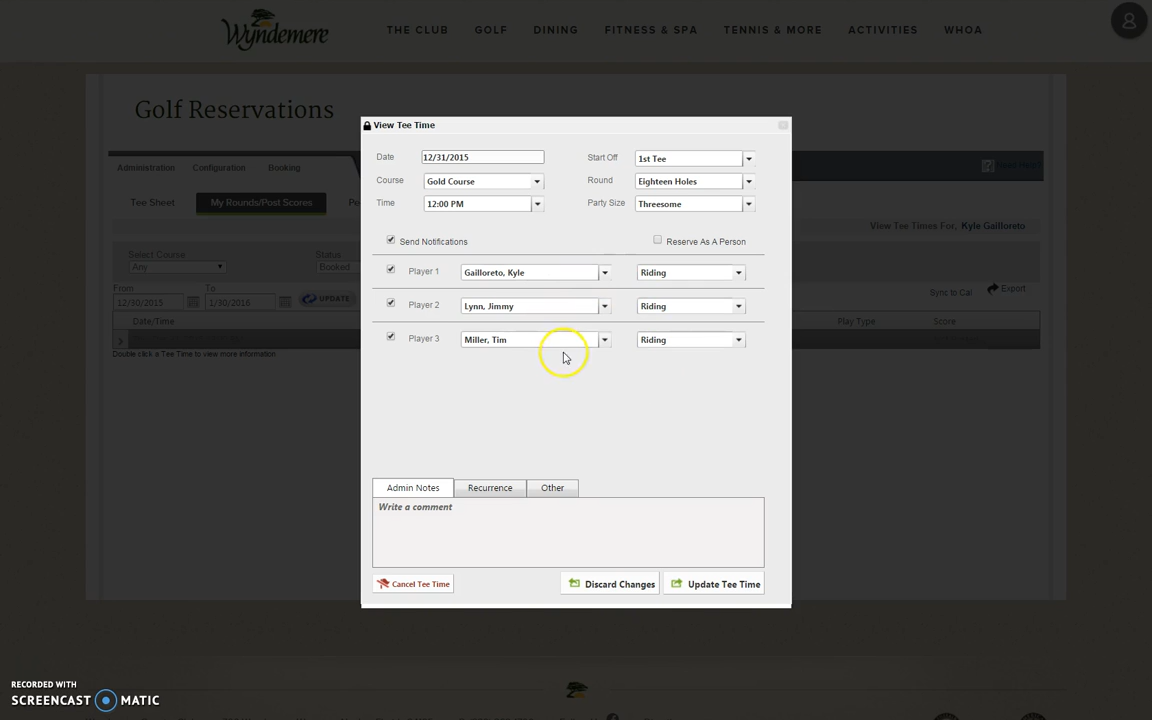 Wyndemere
THE CLUB GOLF DINING FITNESS & SPA TENNIS & MORE ACTIVITIES WHOA
Golf Reservations
Administration Configuration Booking
Tee Sheet My Rounds/Post Scores
View Tee Times For, Kyle Gailloreto
Select Course Status
Any Booked
From To
12/30/2015 1/30/2016 UPDATE
Sync to Cal Export
Date/Time Play Type Score
Double click a Tee Time to view more information
View Tee Time
Date 12/31/2015 Start Off 1st Tee
Course Gold Course Round Eighteen Holes
Time 12:00 PM Party Size Threesome
Send Notifications Reserve As A Person
Player 1 Gailloreto, Kyle Riding
Player 2 Lynn, Jimmy Riding
Player 3 Miller, Tim Riding
Admin Notes Recurrence Other
Write a comment
Cancel Tee Time Discard Changes Update Tee Time
RECORDED WITH
SCREENCAST MATIC